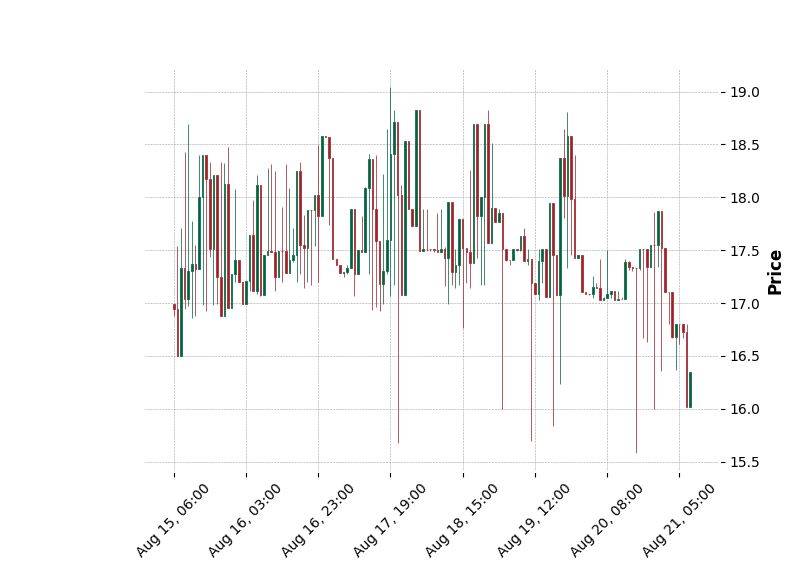 19.0
18.5
18.0
17.5
17.0
16.5
16.0
15.5
Price
Aug 15, 06:00
Aug 16, 03:00
Aug 16, 23:00
Aug 17, 19:00
Aug 18, 15:00
Aug 19, 12:00
Aug 20, 08:00
Aug 21, 05:00